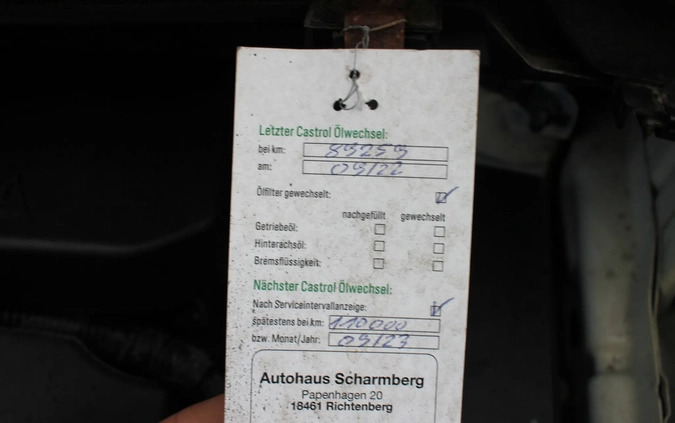 Letzter Castrol Ölwechsel:
bei km: 89259
am: 09/22
Ölfilter gewechselt:
nachgefüllt gewechselt
Getriebeöl:
Hinterachsöl:
Bremsflüssigkeit:
Nächster Castrol Ölwechsel:
Nach Serviceintervallanzeige:
spätestens bei km: 110000
bzw. Monat/Jahr: 09/23
Autohaus Scharmberg
Papenhagen 20
18461 Richtenberg